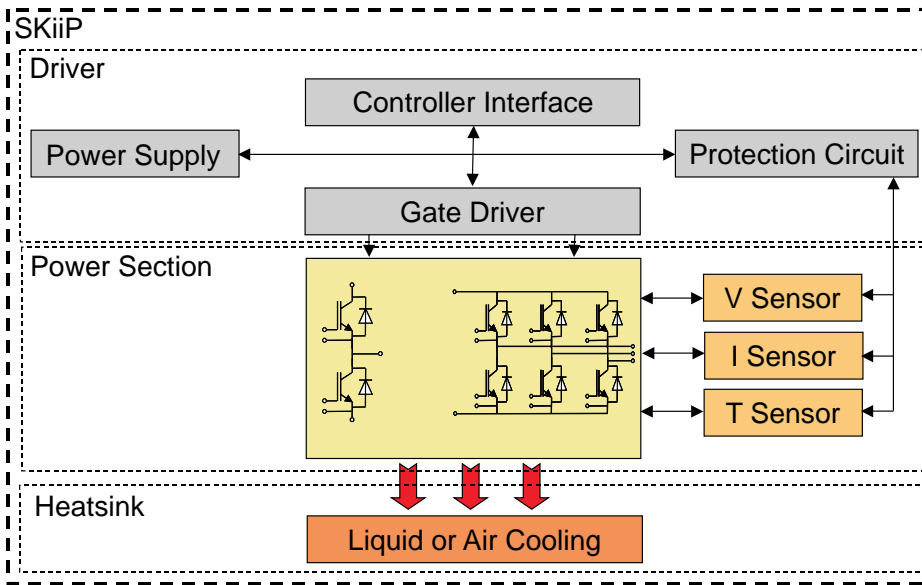 SKiiP
Driver
Controller Interface
Power Supply
Protection Circuit
Gate Driver
Power Section
V Sensor
I Sensor
T Sensor
Heatsink
Liquid or Air Cooling